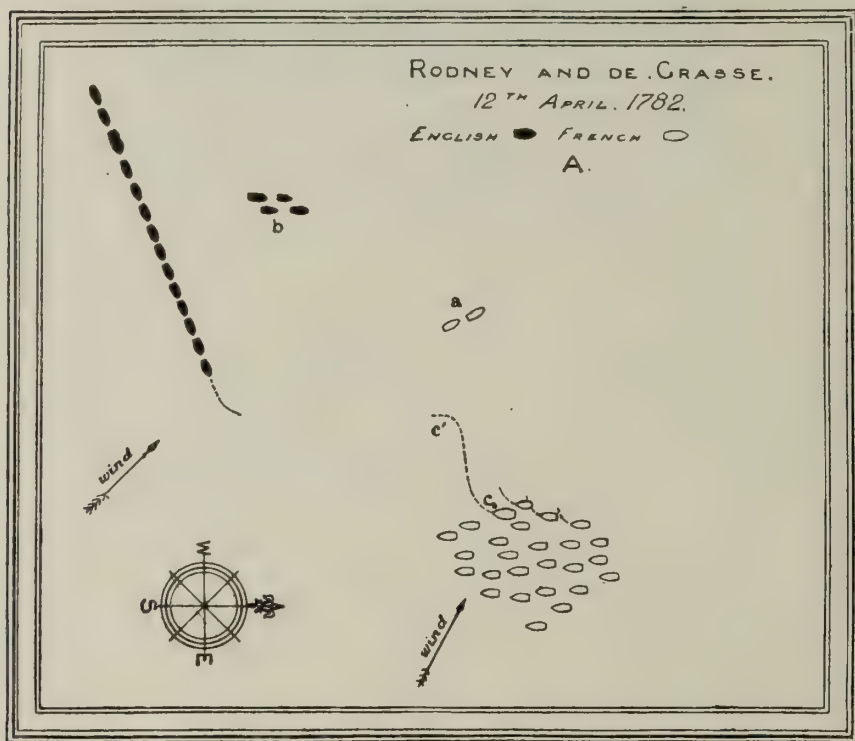 RODNEY AND DE. GRASSE.
12TH APRIL. 1782.
ENGLISH FRENCH
A.
b
a
c'
c
wind
wind
W
S
E